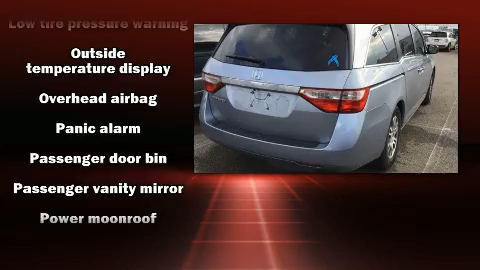 Low tire pressure warning
Outside
temperature display
Overhead airbag
Panic alarm
Passenger door bin
Passenger vanity mirror
Power moonroof